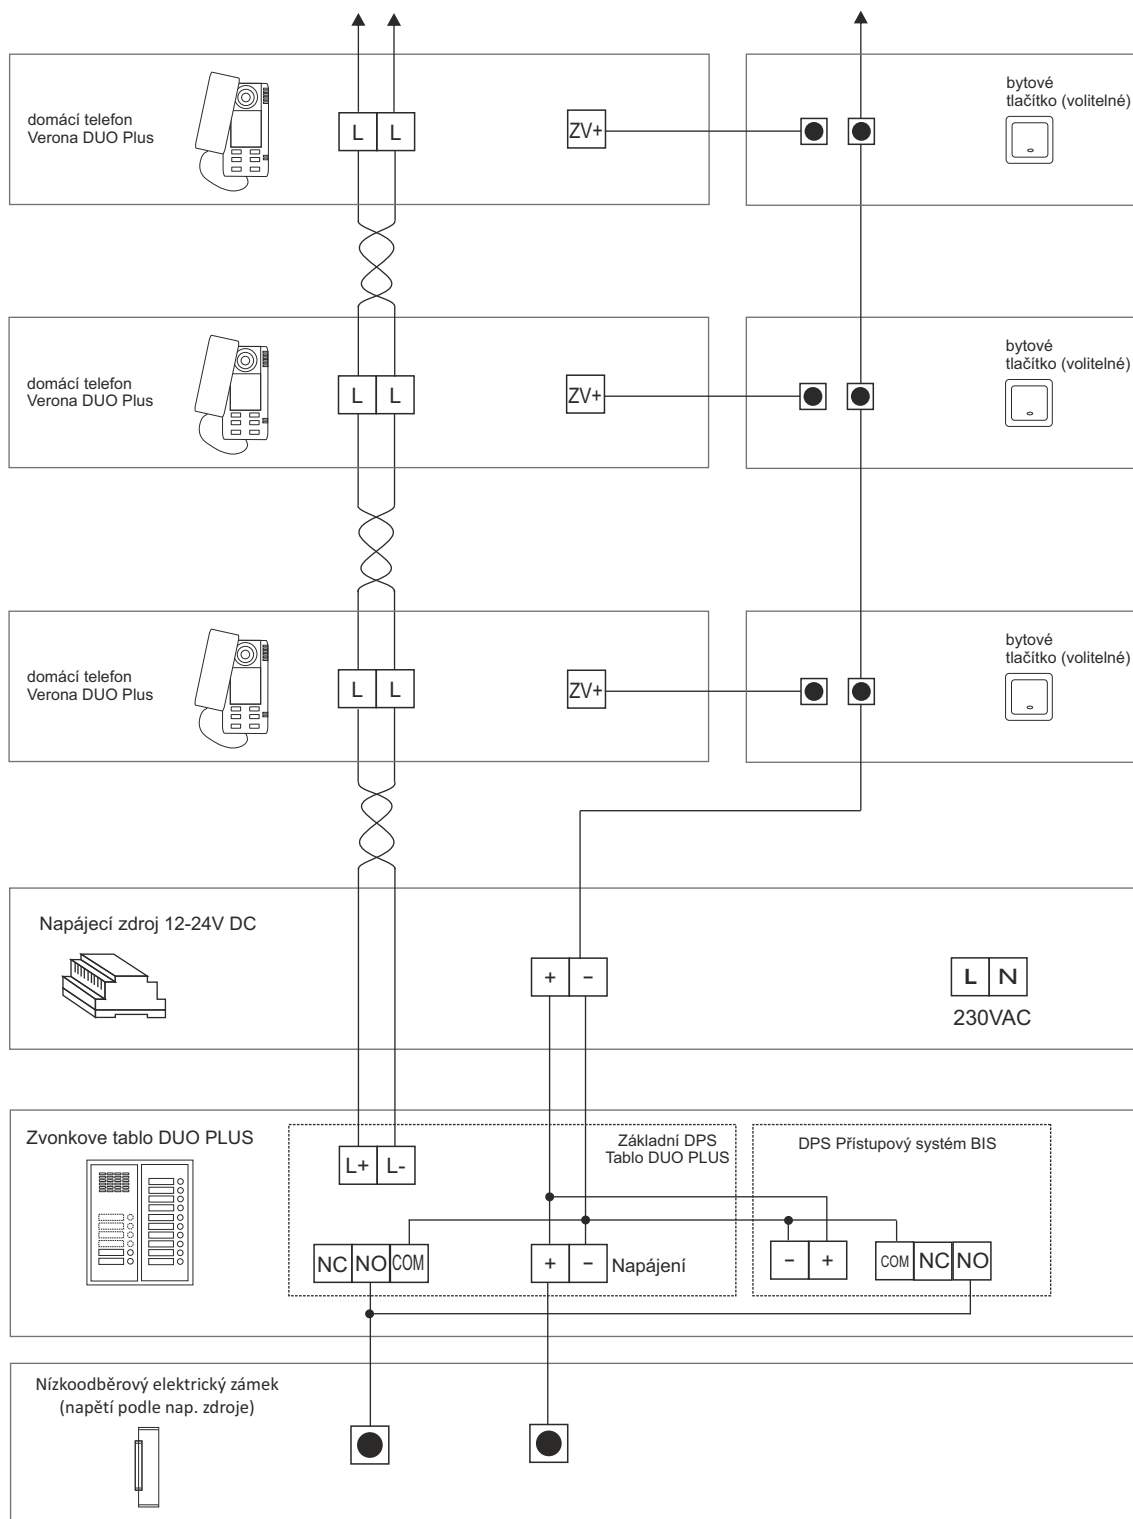 domácí telefon
Verona DUO Plus
L L
ZV+
bytové
tlačítko (volitelné)
domácí telefon
Verona DUO Plus
L L
ZV+
bytové
tlačítko (volitelné)
domácí telefon
Verona DUO Plus
L L
ZV+
bytové
tlačítko (volitelné)
Napájecí zdroj 12-24V DC
+ -
L N
230VAC
Zvonkove tablo DUO PLUS
L+ L-
Základní DPS
Tablo DUO PLUS
DPS Přístupový systém BIS
NC NO COM
+ - Napájení
- +
COM NC NO
Nízkoodběrový elektrický zámek
(napětí podle nap. zdroje)